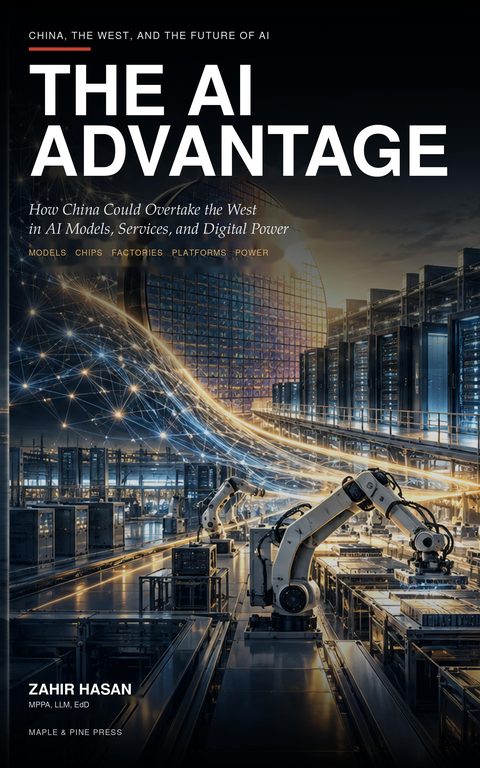 CHINA, THE WEST, AND THE FUTURE OF AI
THE AI
ADVANTAGE
How China Could Overtake the West
in AI Models, Services, and Digital Power
MODELS CHIPS FACTORIES PLATFORMS POWER
ZAHIR HASAN
MPPA, LLM, EdD
MAPLE & PINE PRESS